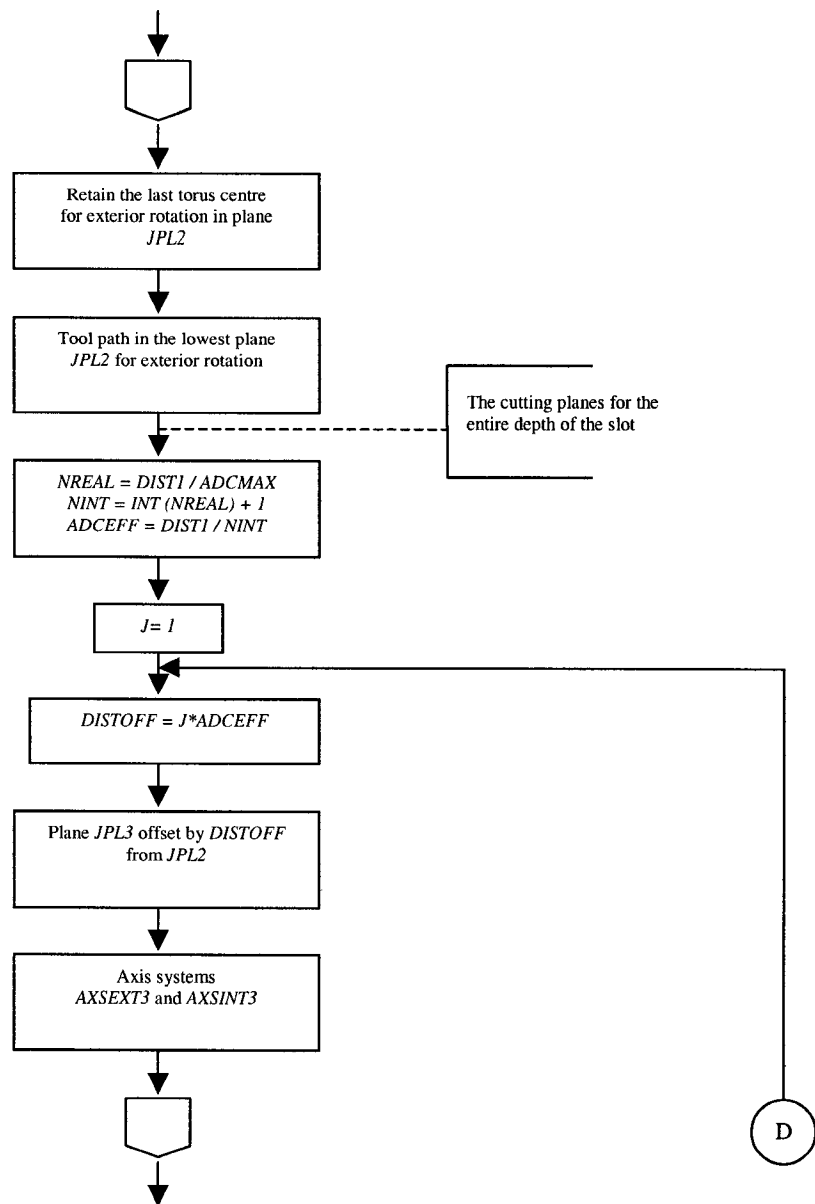 Retain the last torus centre
for exterior rotation in plane
JPL2
Tool path in the lowest plane
JPL2 for exterior rotation
The cutting planes for the
entire depth of the slot
NREAL = DIST1 / ADCMAX
NINT = INT (NREAL) + 1
ADCEFF = DIST1 / NINT
J= 1
DISTOFF = J*ADCEFF
Plane JPL3 offset by DISTOFF
from JPL2
Axis systems
AXSEXT3 and AXSINT3
D